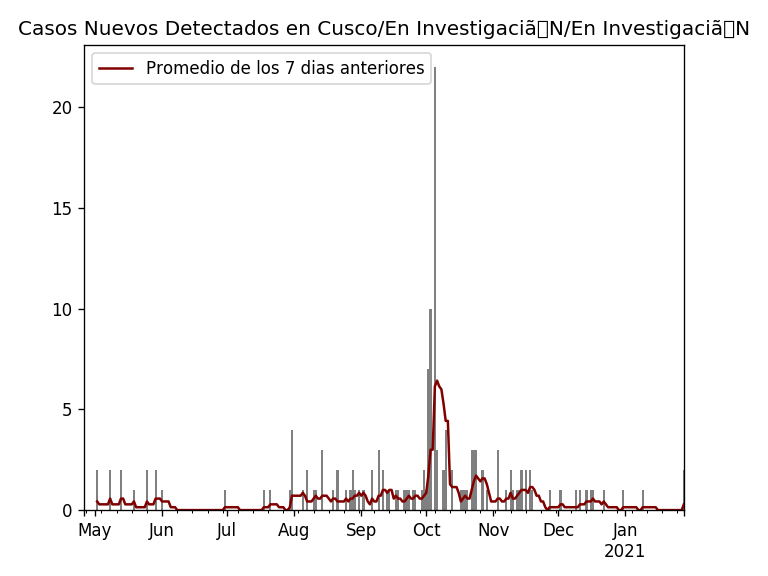 Casos Nuevos Detectados en Cusco/En Investigaciã▯N/En Investigaciã▯N
Promedio de los 7 dias anteriores
20
15
10
5
0
May Jun Jul Aug Sep Oct Nov Dec Jan
2021